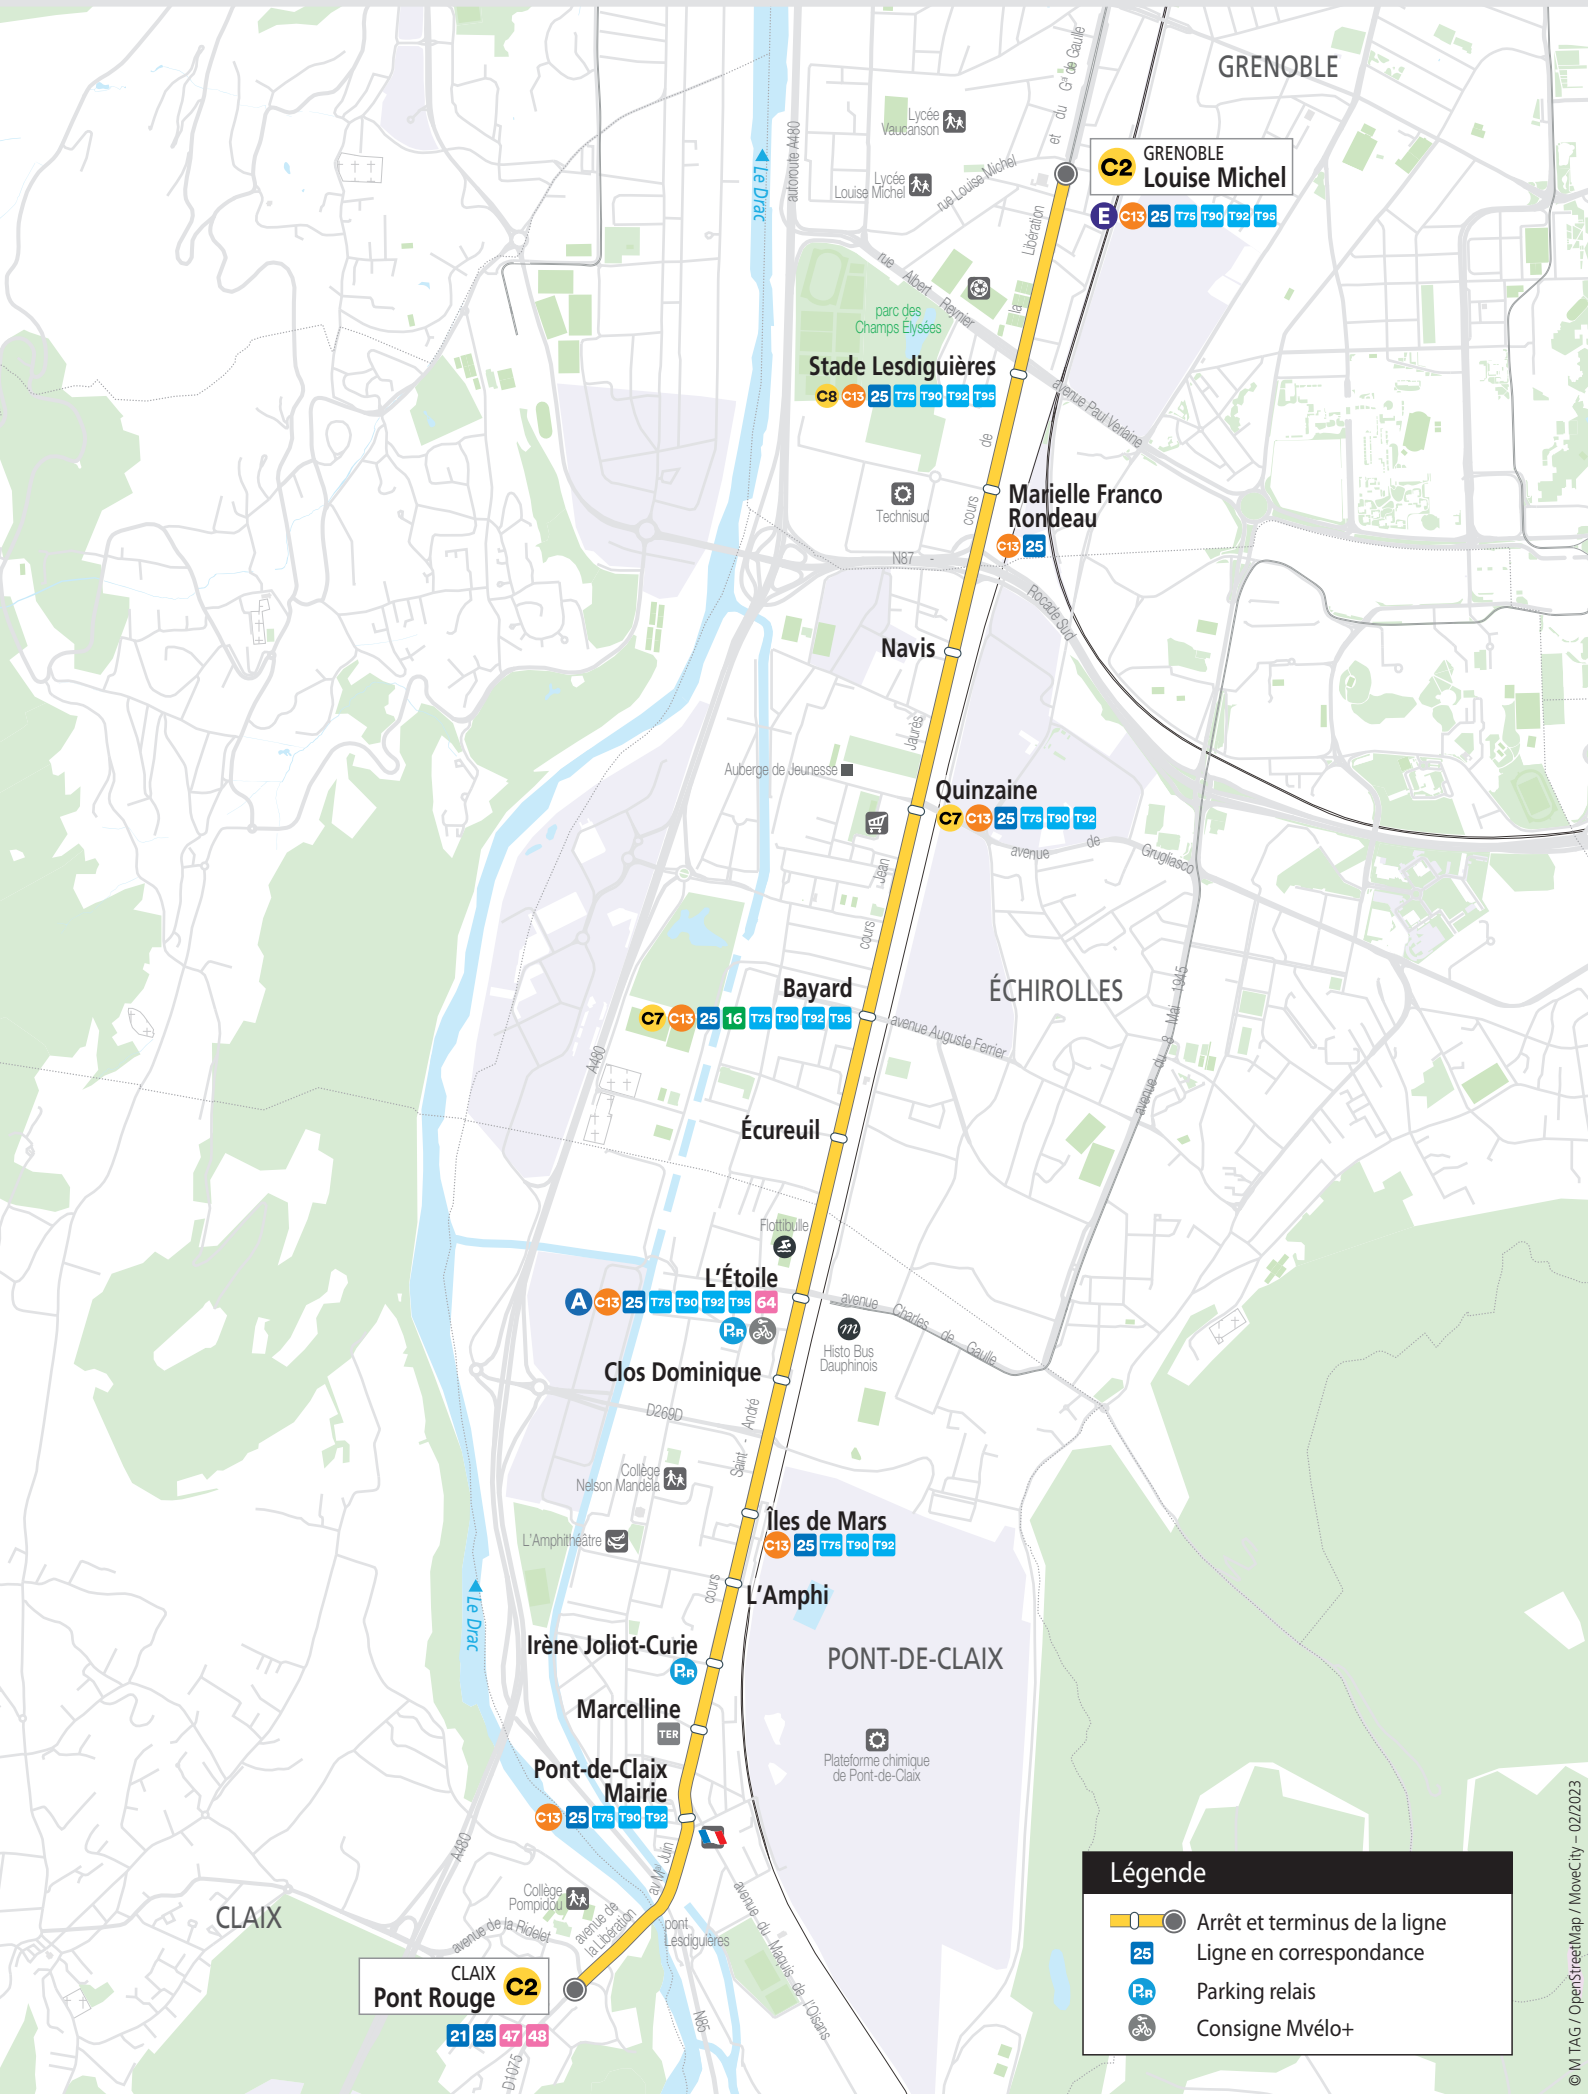 GRENOBLE
et du Gal de Gaulle
Lycée
Vaucanson
autoroute A480
Le Drac
Lycée
Louise Michel
rue Louise Michel
C2
GRENOBLE
Louise Michel
E C13 25 T75 T90 T92 T95
cours de la Libération
rue Albert Reynier
parc des
Champs Élysées
Stade Lesdiguières
C8 C13 25 T75 T90 T92 T95
avenue Paul Verlaine
Technisud
Marielle Franco
Rondeau
C13 25
N87 -
Rocade Sud
Navis
cours Jean Jaurès
Auberge de Jeunesse
Quinzaine
C7 C13 25 T75 T90 T92
avenue de Grugliasco
Bayard
C7 C13 25 16 T75 T90 T92 T95
ÉCHIROLLES
avenue Auguste Ferrier
avenue du 8 Mai 1945
A480
Écureuil
Flottibulle
L'Étoile
A C13 25 T75 T90 T92 T95 64
P+R
avenue Charles de Gaulle
m
Histo Bus
Dauphinois
Clos Dominique
D269D
cours Saint - André
Collège
Nelson Mandela
Îles de Mars
C13 25 T75 T90 T92
L'Amphithéâtre
L'Amphi
Le Drac
Irène Joliot-Curie
P+R
PONT-DE-CLAIX
Marcelline
TER
Plateforme chimique
de Pont-de-Claix
Pont-de-Claix
Mairie
C13 25 T75 T90 T92
A480
av Mal Juin
Collège
Pompidou
CLAIX
avenue de la Ridelet
avenue de
la Libération
pont
Lesdiguières
avenue du Maquis de l'Oisans
CLAIX
Pont Rouge
C2
21 25 47 48
N85
D1075
Légende
Arrêt et terminus de la ligne
25 Ligne en correspondance
P+R Parking relais
Consigne Mvélo+
© M TAG / OpenStreetMap / MoveCity – 02/2023